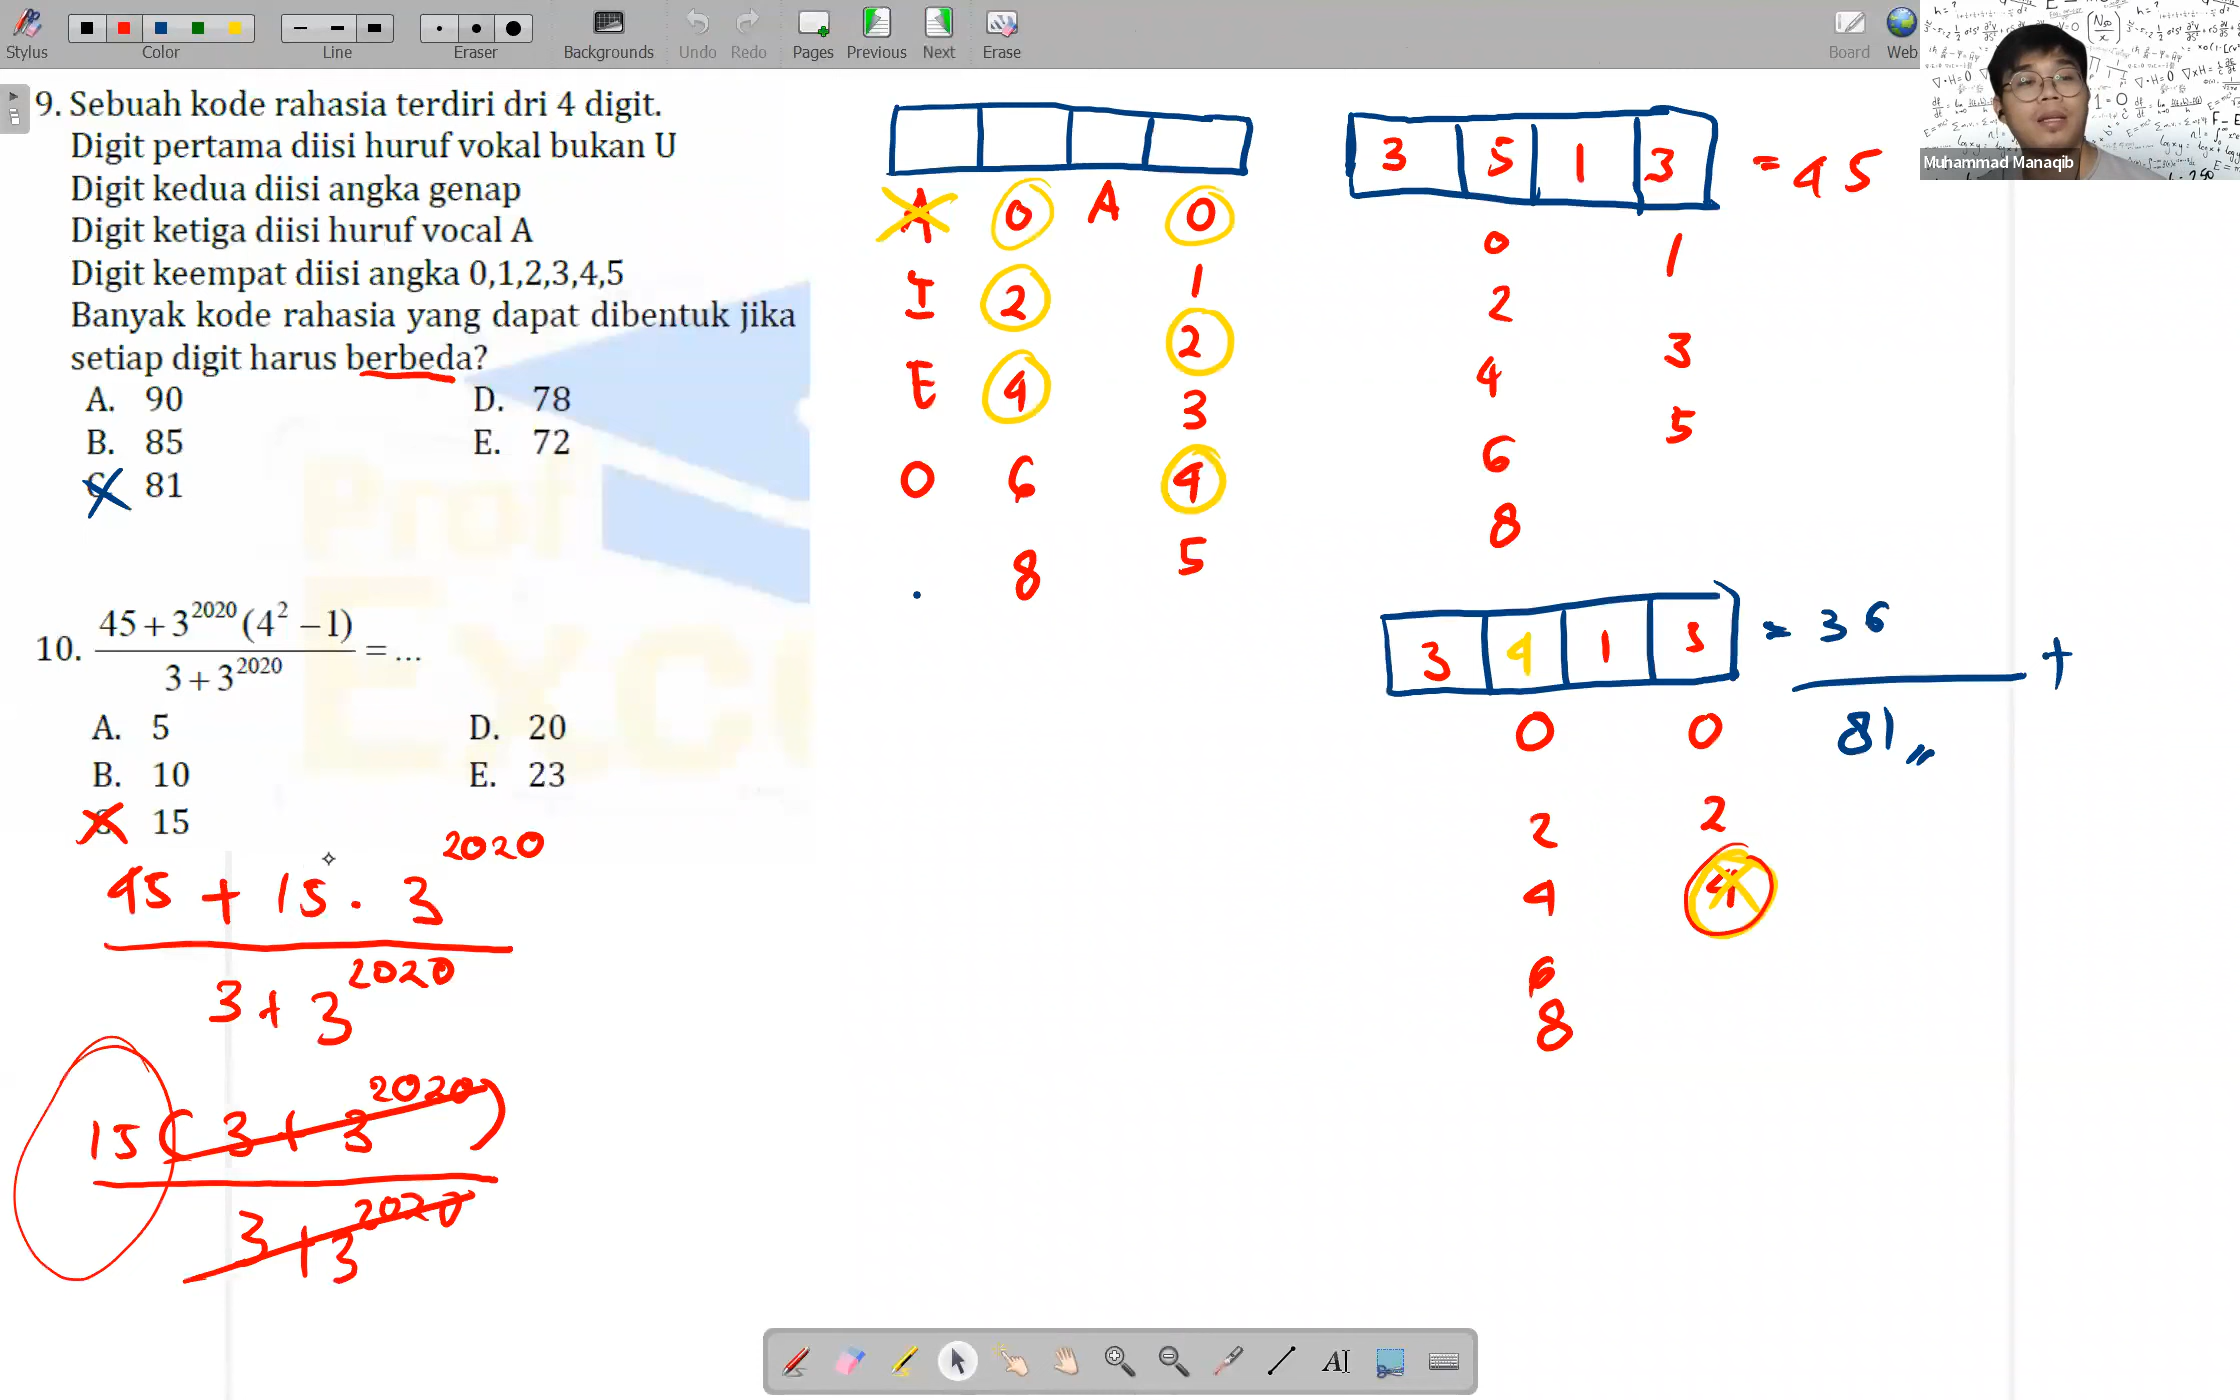 Stylus
Color
Line
Eraser
Backgrounds
Undo
Redo
Pages
Previous
Next
Erase
Board
Web
Muhammad Manaqib
9. Sebuah kode rahasia terdiri dri 4 digit.
Digit pertama diisi huruf vokal bukan U
Digit kedua diisi angka genap
Digit ketiga diisi huruf vocal A
Digit keempat diisi angka 0,1,2,3,4,5
Banyak kode rahasia yang dapat dibentuk jika
setiap digit harus berbeda?
A. 90 D. 78
B. 85 E. 72
C. 81
10. (45 + 3^2020 (4^2 − 1)) / (3 + 3^2020) = ...
A. 5 D. 20
B. 10 E. 23
C 15
45 + 15 . 3^2020
3 + 3^2020
15 ( 3 + 3^2020 )
3 + 3^2020
A 0 A 0
I 2 1
E 4 2
O 6 3
8 4
5
3 5 1 3 = 45
0 1
2 3
4 5
6
8
3 4 1 3 = 36
+
0 0 81
2 2
4 4
6
8
Prof